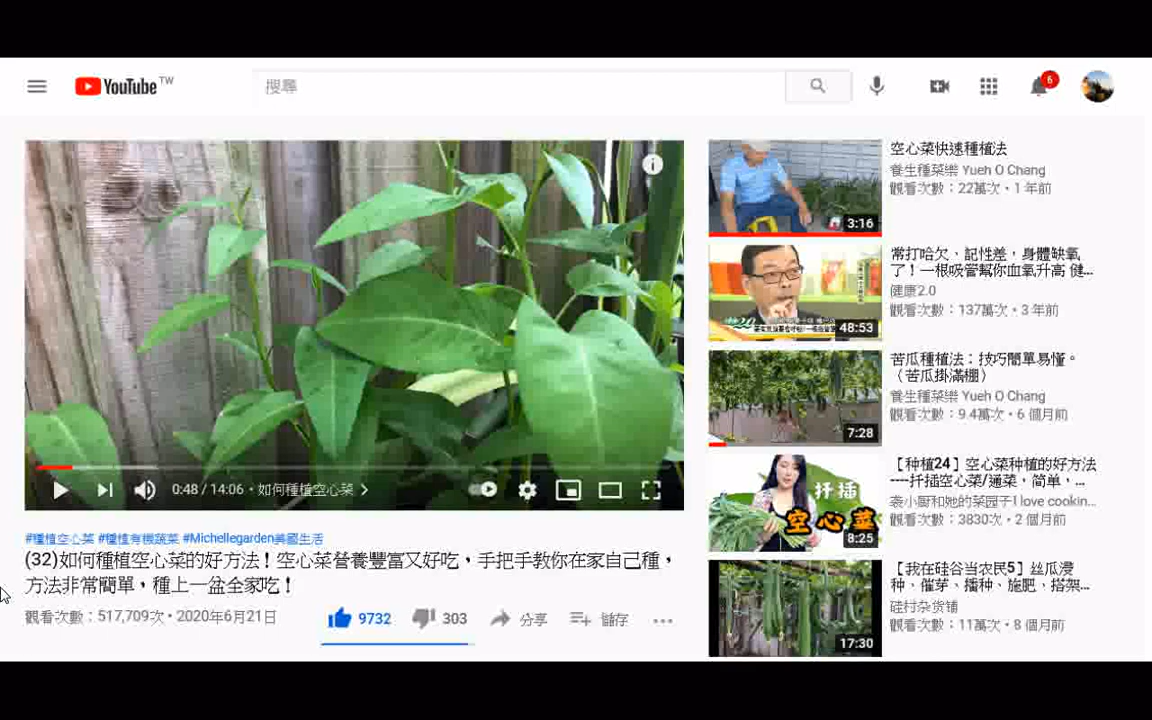 YouTube TW
搜尋
6
0:48 / 14:06 • 如何種植空心菜
#種植空心菜 #種植有機蔬菜 #Michellegarden美國生活
(32)如何種植空心菜的好方法！空心菜營養豐富又好吃，手把手教你在家自己種，
方法非常簡單，種上一盆全家吃！
觀看次數：517,709次 • 2020年6月21日
9732
303
分享
儲存
3:16
空心菜快速種植法
養生種菜樂 Yueh O Chang
觀看次數：22萬次 • 1 年前
48:53
常打哈欠，記性差，身體缺氧
了！一根吸管幫你血氧升高 健...
健康2.0
觀看次數：137萬次 • 3 年前
7:28
苦瓜種植法：技巧簡單易懂。
（苦瓜掛滿棚）
養生種菜樂 Yueh O Chang
觀看次數：9.4萬次 • 6 個月前
扦插
空心菜
8:25
【种植24】空心菜种植的好方法
----扦插空心菜/通菜，简单，...
裘小厨和她的菜园子! I love cookin...
觀看次數：3830次 • 2 個月前
17:30
【我在硅谷当农民5】丝瓜浸
种、催芽、播种、施肥、搭架...
硅村杂货铺
觀看次數：11萬次 • 8 個月前